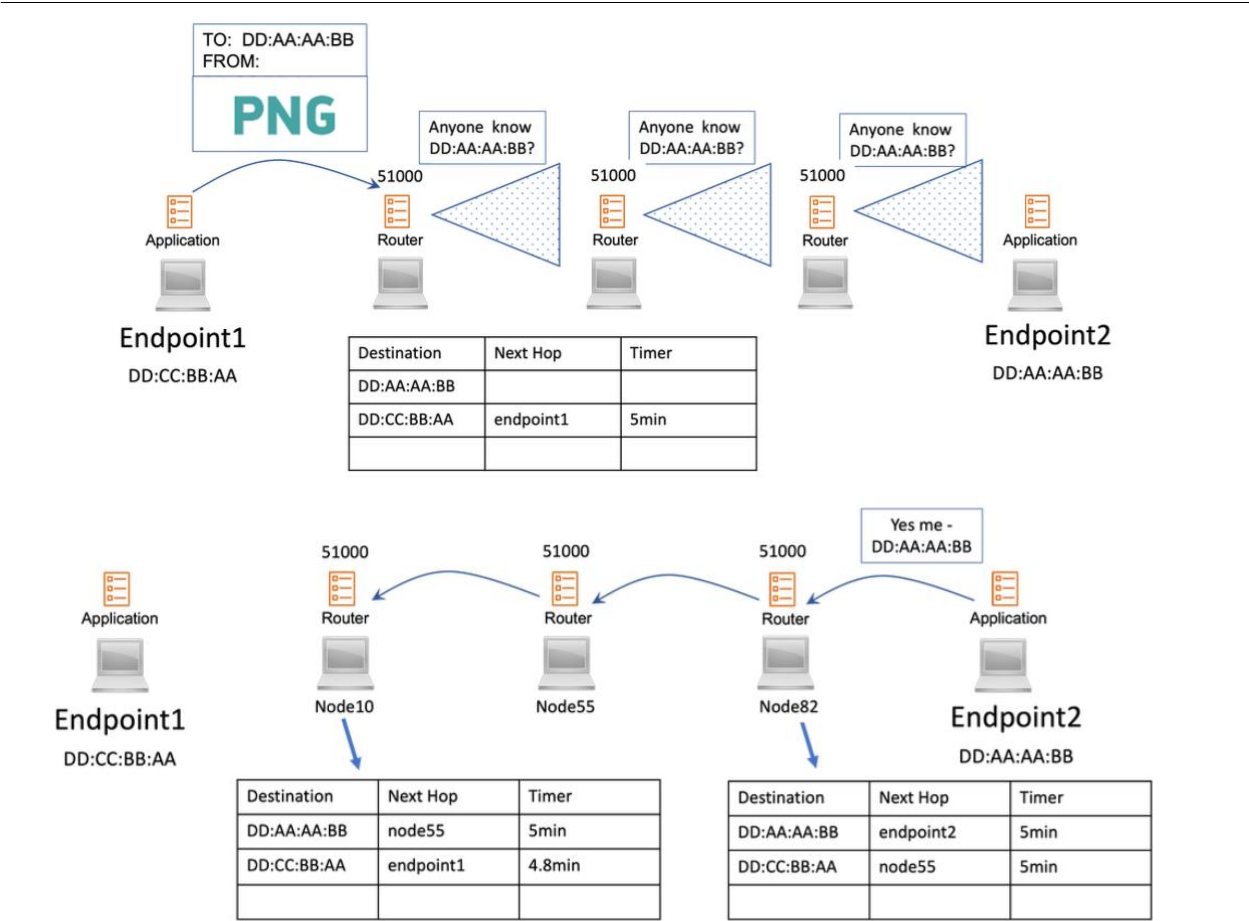 TO: DD:AA:AA:BB
FROM:
PNG
Anyone know
DD:AA:AA:BB?
Anyone know
DD:AA:AA:BB?
Anyone know
DD:AA:AA:BB?
51000
51000
51000
Application
Router
Router
Router
Application
Endpoint1
DD:CC:BB:AA
Endpoint2
DD:AA:AA:BB
Destination Next Hop Timer
DD:AA:AA:BB
DD:CC:BB:AA endpoint1 5min
Yes me -
DD:AA:AA:BB
51000
51000
51000
Application
Router
Router
Router
Application
Node10
Node55
Node82
Endpoint1
DD:CC:BB:AA
Endpoint2
DD:AA:AA:BB
Destination Next Hop Timer
DD:AA:AA:BB node55 5min
DD:CC:BB:AA endpoint1 4.8min
Destination Next Hop Timer
DD:AA:AA:BB endpoint2 5min
DD:CC:BB:AA node55 5min